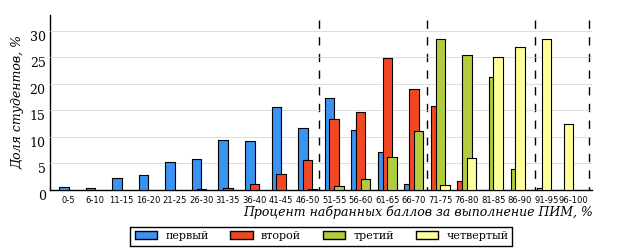 Доля студентов, %
30
25
20
15
10
5
0
0-5 6-10 11-15 16-20 21-25 26-30 31-35 36-40 41-45 46-50 51-55 56-60 61-65 66-70 71-75 76-80 81-85 86-90 91-95 96-100
Процент набранных баллов за выполнение ПИМ, %
первый второй третий четвертый